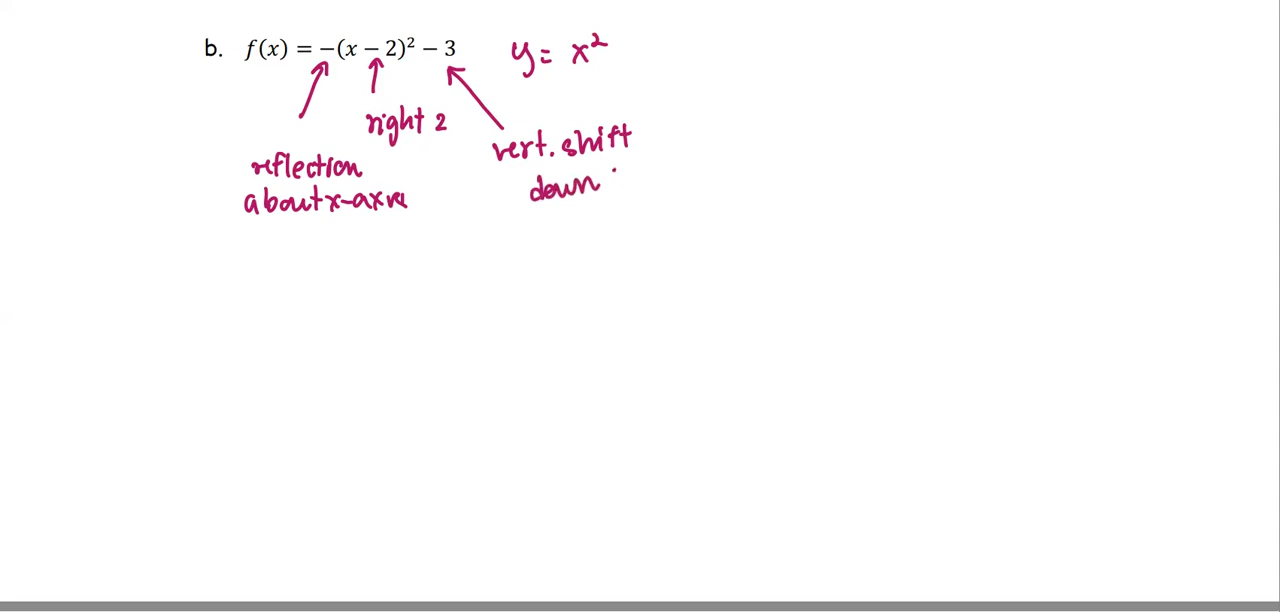 b. f(x) = −(x − 2)² − 3 y = x²
right 2
vert. shift
down
reflection
about x-axis